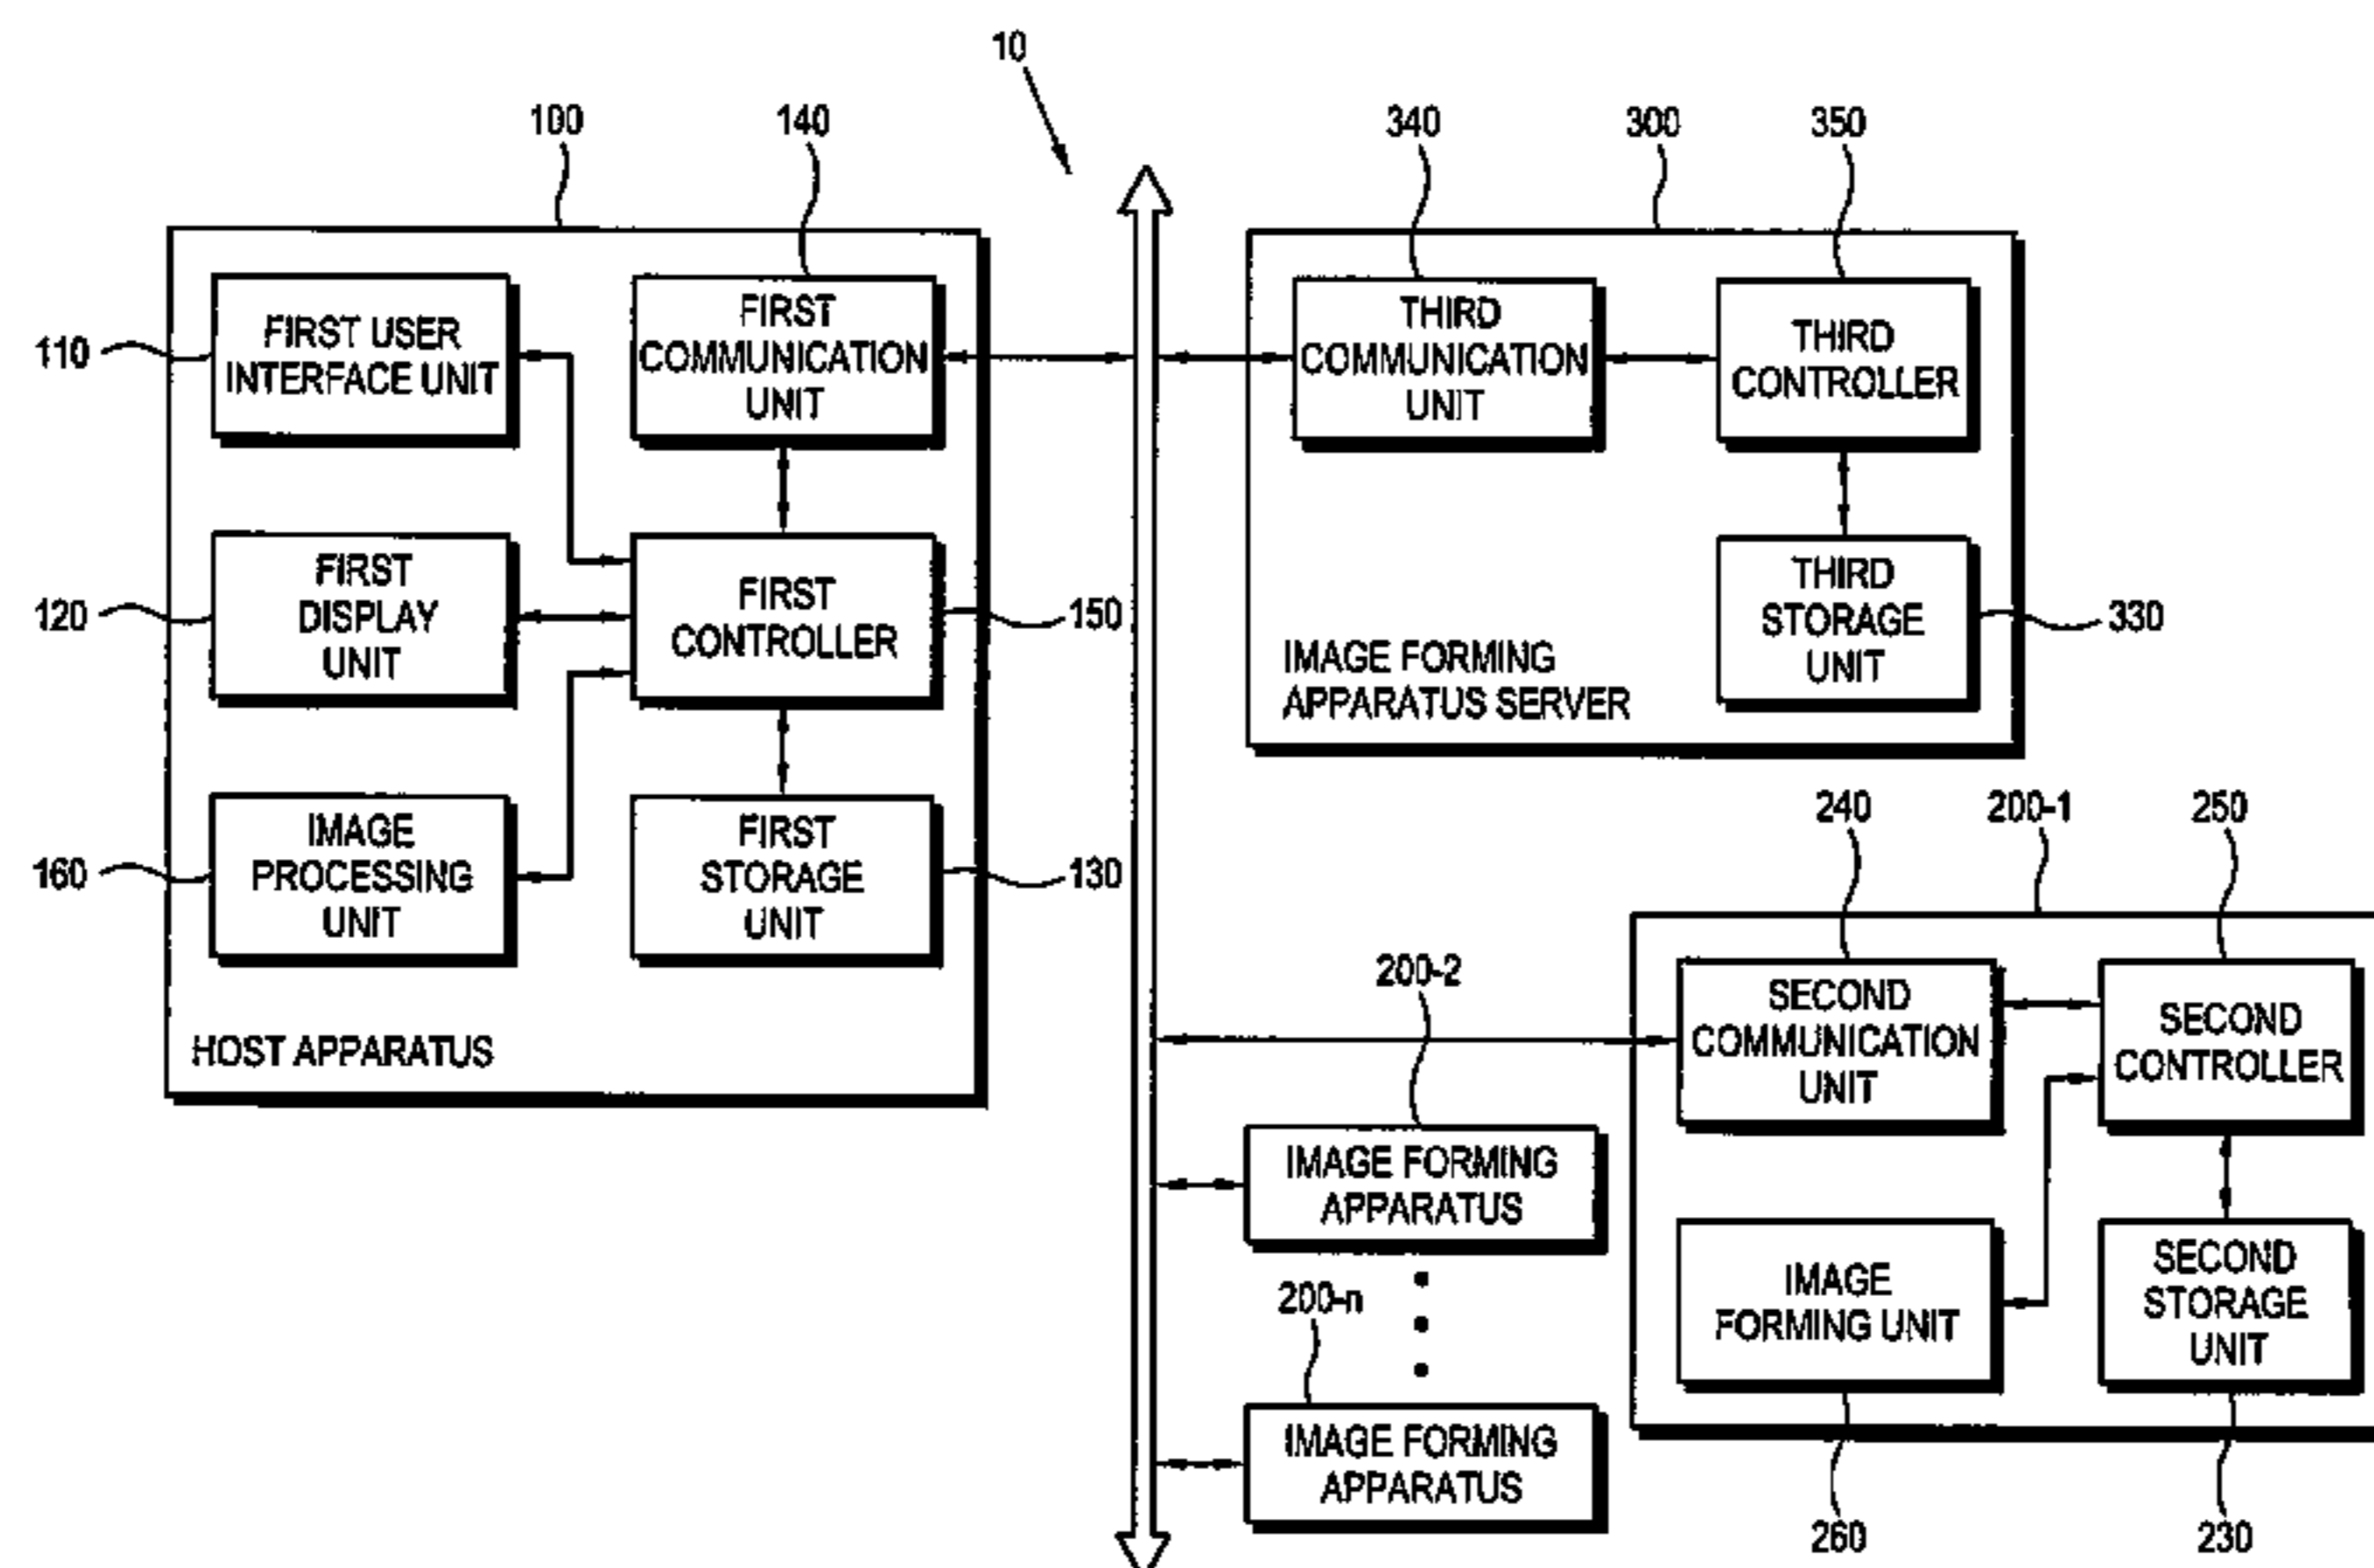 10
100
140
340
300
350
110
FIRST USER
INTERFACE UNIT
FIRST
COMMUNICATION
UNIT
THIRD
COMMUNICATION
UNIT
THIRD
CONTROLLER
120
FIRST
DISPLAY
UNIT
FIRST
CONTROLLER
150
THIRD
STORAGE
UNIT
330
IMAGE FORMING
APPARATUS SERVER
160
IMAGE
PROCESSING
UNIT
FIRST
STORAGE
UNIT
130
HOST APPARATUS
240
200-1
250
200-2
SECOND
COMMUNICATION
UNIT
SECOND
CONTROLLER
IMAGE FORMING
APPARATUS
200-n
IMAGE
FORMING UNIT
SECOND
STORAGE
UNIT
IMAGE FORMING
APPARATUS
260
230